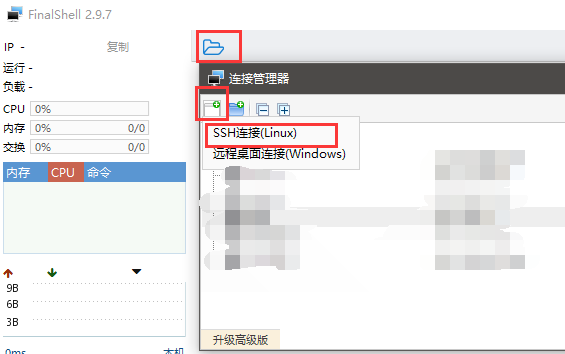 FinalShell 2.9.7
IP - 复制
运行 -
负载 -
CPU 0%
内存 0% 0/0
交换 0% 0/0
内存 CPU 命令
9B
6B
3B
0ms 本机
连接管理器
SSH连接(Linux)
远程桌面连接(Windows)
升级高级版